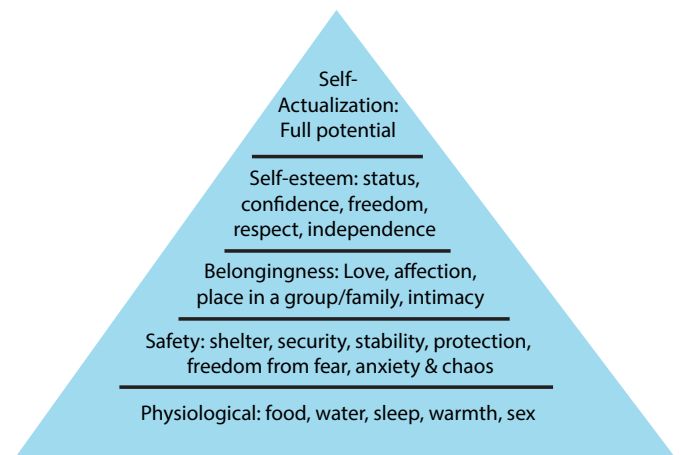 Self-
Actualization:
Full potential
Self-esteem: status,
confidence, freedom,
respect, independence
Belongingness: Love, affection,
place in a group/family, intimacy
Safety: shelter, security, stability, protection,
freedom from fear, anxiety & chaos
Physiological: food, water, sleep, warmth, sex